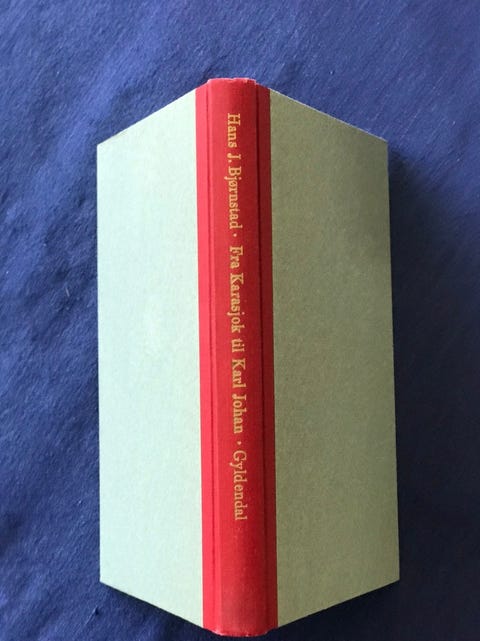 Hans J. Bjørnstad · Fra Karasjok til Karl Johan · Gyldendal